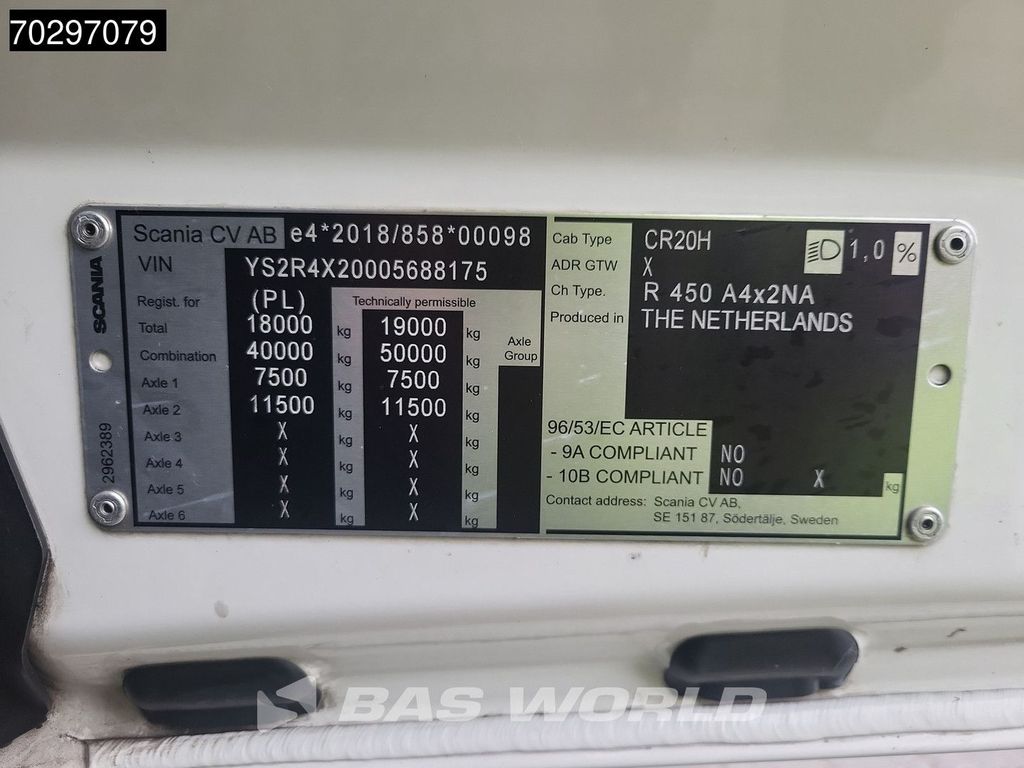 70297079
Scania CV AB e4*2018/858*00098
VIN YS2R4X20005688175
Regist. for (PL) Technically permissible
Total 18000 kg 19000 kg
Combination 40000 kg 50000 kg Axle Group
Axle 1 7500 kg 7500 kg
Axle 2 11500 kg 11500 kg
Axle 3 X kg X kg
Axle 4 X kg X kg
Axle 5 X kg X kg
Axle 6 X kg X kg
SCANIA
2962389
Cab Type CR20H 1,0 %
ADR GTW X
Ch Type. R 450 A4x2NA
Produced in THE NETHERLANDS
96/53/EC ARTICLE
- 9A COMPLIANT NO
- 10B COMPLIANT NO X kg
Contact address: Scania CV AB,
SE 151 87, Södertälje, Sweden
BAS WORLD